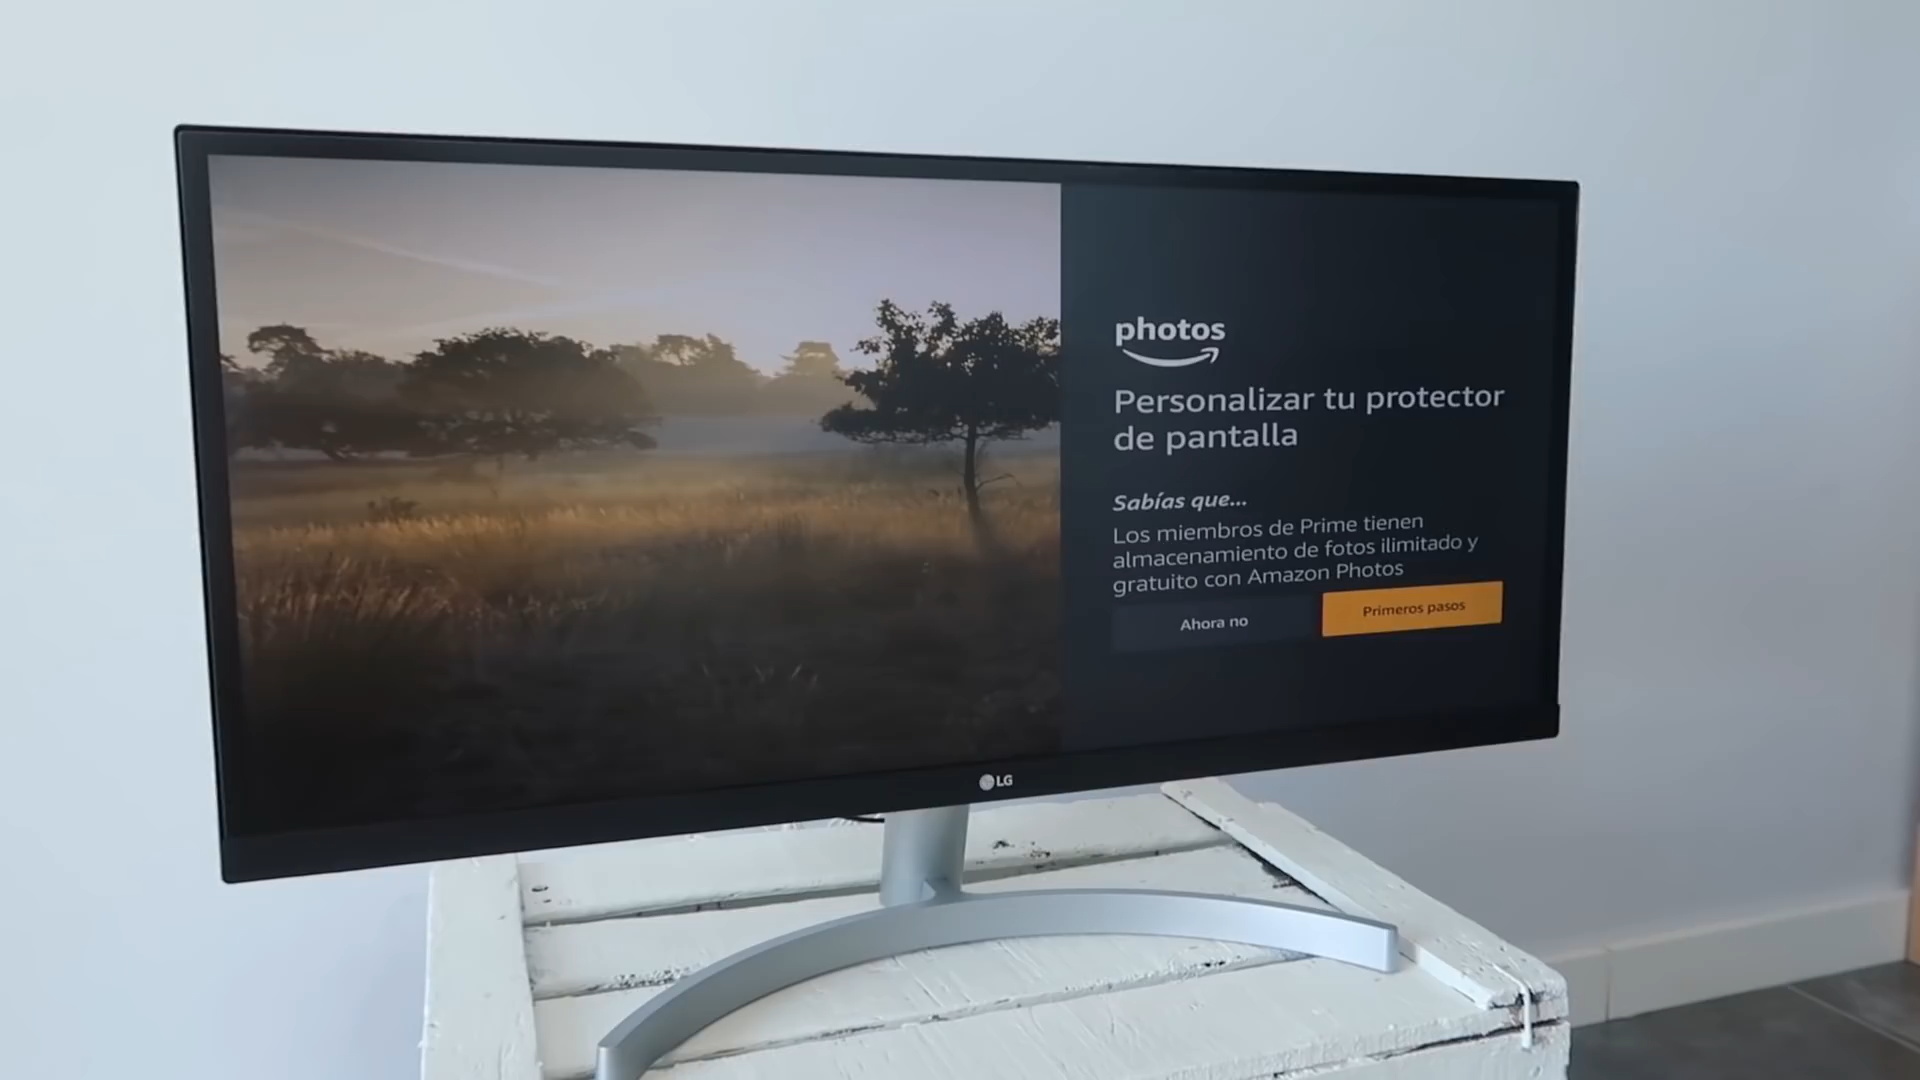 photos
Personalizar tu protector
de pantalla
Sabías que...
Los miembros de Prime tienen
almacenamiento de fotos ilimitado y
gratuito con Amazon Photos
Ahora no
Primeros pasos
LG